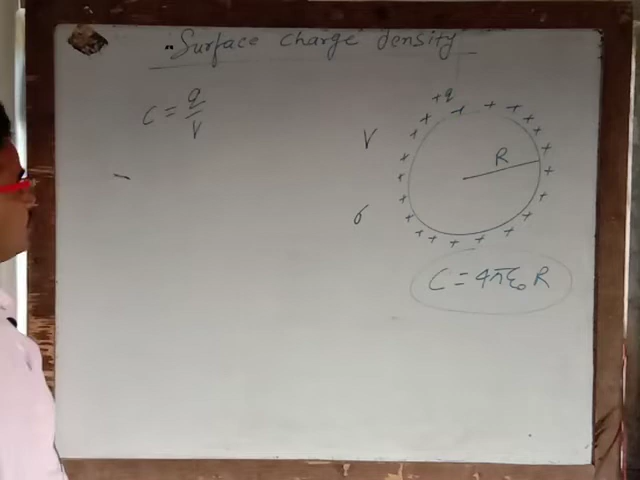 "Surface charge density
C = q/V
+q
V
R
σ
C = 4πε₀R